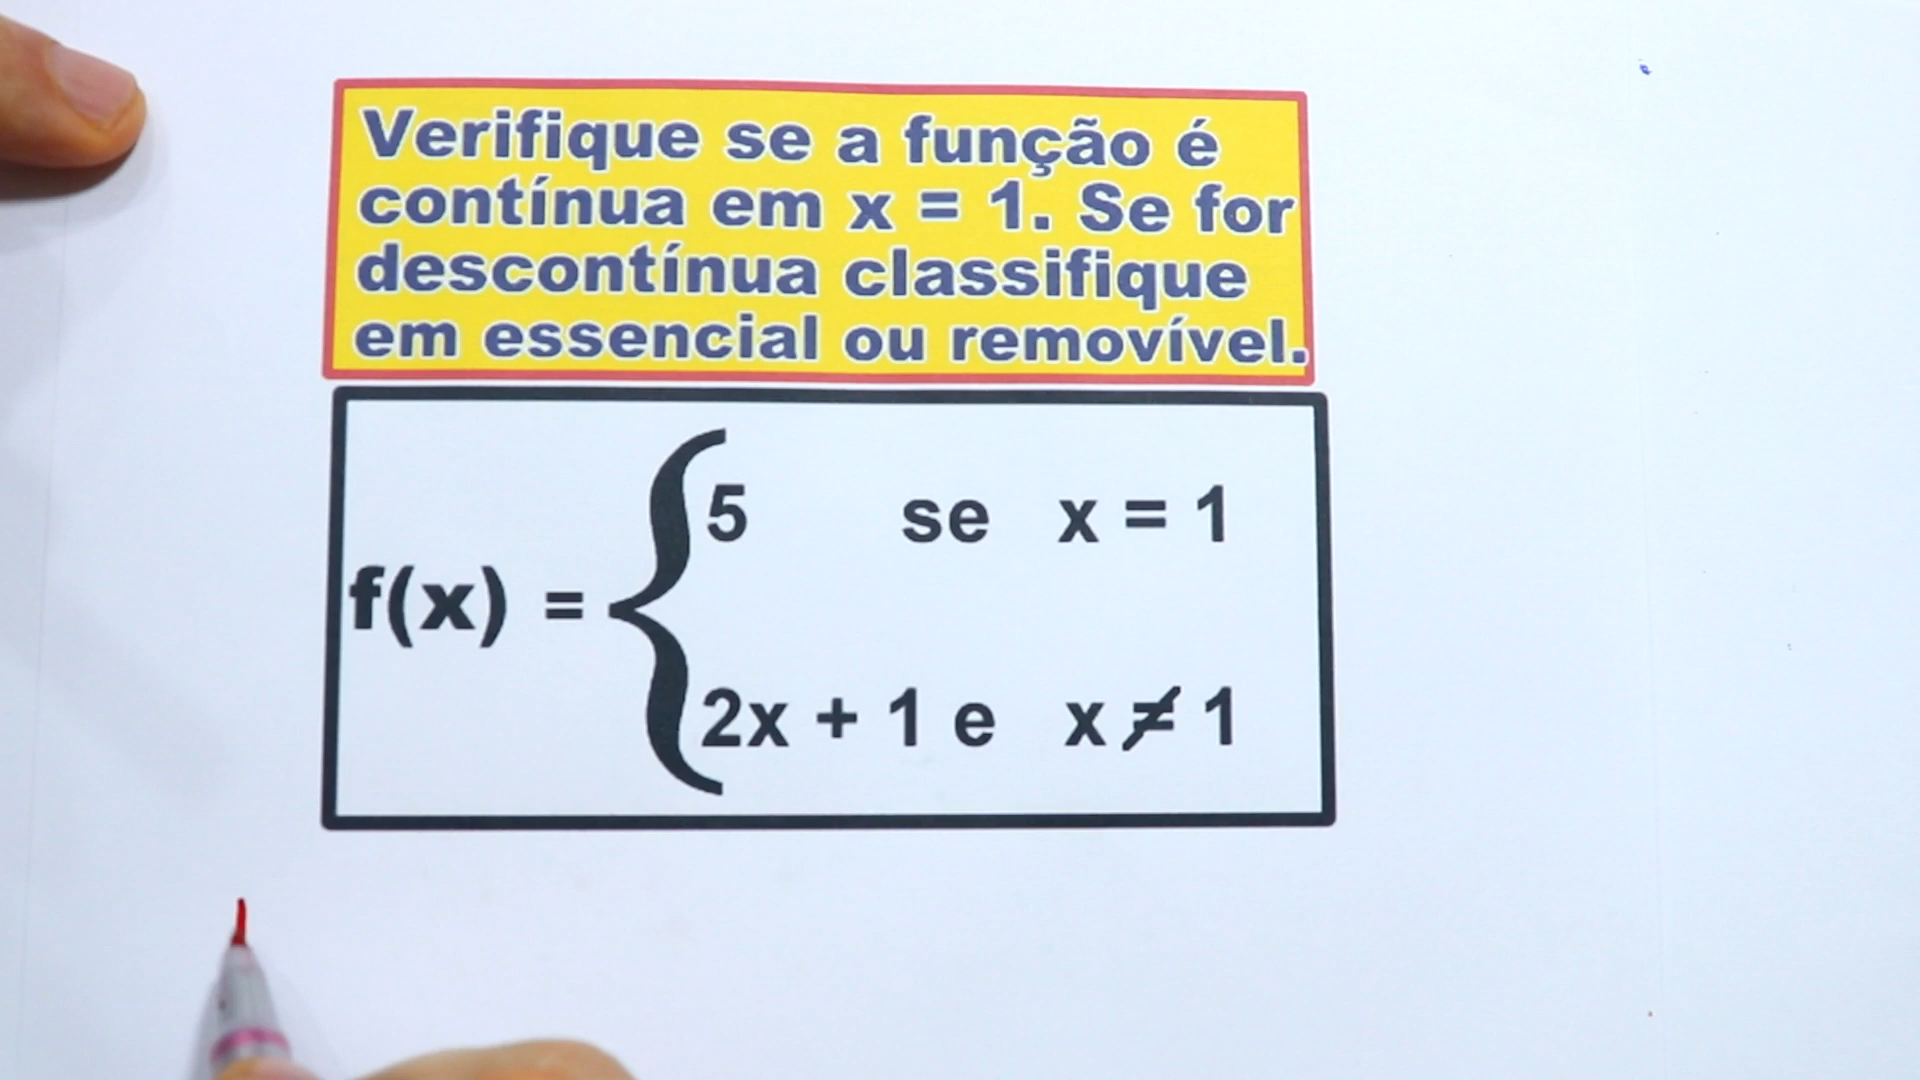 Verifique se a função é
contínua em x = 1. Se for
descontínua classifique
em essencial ou removível.
5 se x = 1
f(x) =
2x + 1 e x ≠ 1